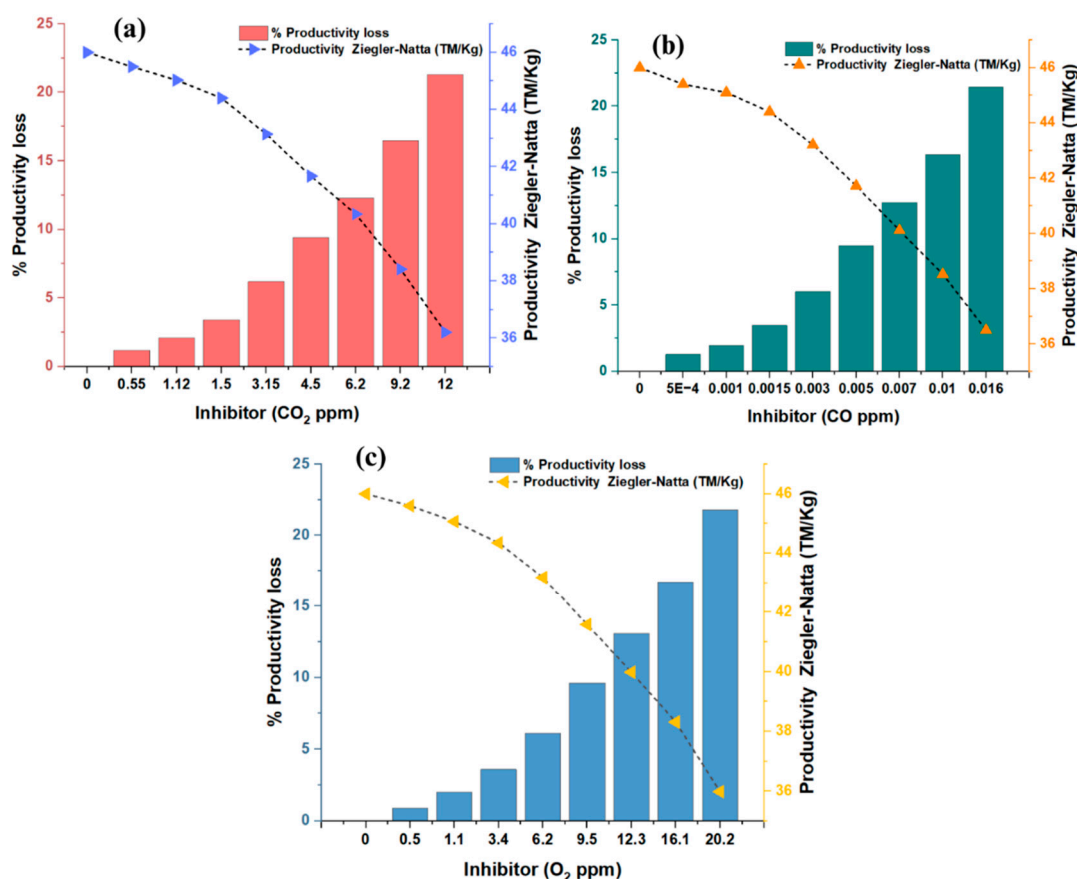 (a)
% Productivity loss
Productivity Ziegler-Natta (TM/Kg)
25
20
15
10
5
0
% Productivity loss
46
44
42
40
38
36
Productivity Ziegler-Natta (TM/Kg)
0 0.55 1.12 1.5 3.15 4.5 6.2 9.2 12
Inhibitor (CO₂ ppm)
(b)
% Productivity loss
Productivity Ziegler-Natta (TM/Kg)
25
20
15
10
5
0
% Productivity loss
46
44
42
40
38
36
Productivity Ziegler-Natta (TM/Kg)
0 5E−4 0.001 0.0015 0.003 0.005 0.007 0.01 0.016
Inhibitor (CO ppm)
(c)
% Productivity loss
Productivity Ziegler-Natta (TM/Kg)
25
20
15
10
5
0
% Productivity loss
46
44
42
40
38
36
Productivity Ziegler-Natta (TM/Kg)
0 0.5 1.1 3.4 6.2 9.5 12.3 16.1 20.2
Inhibitor (O₂ ppm)